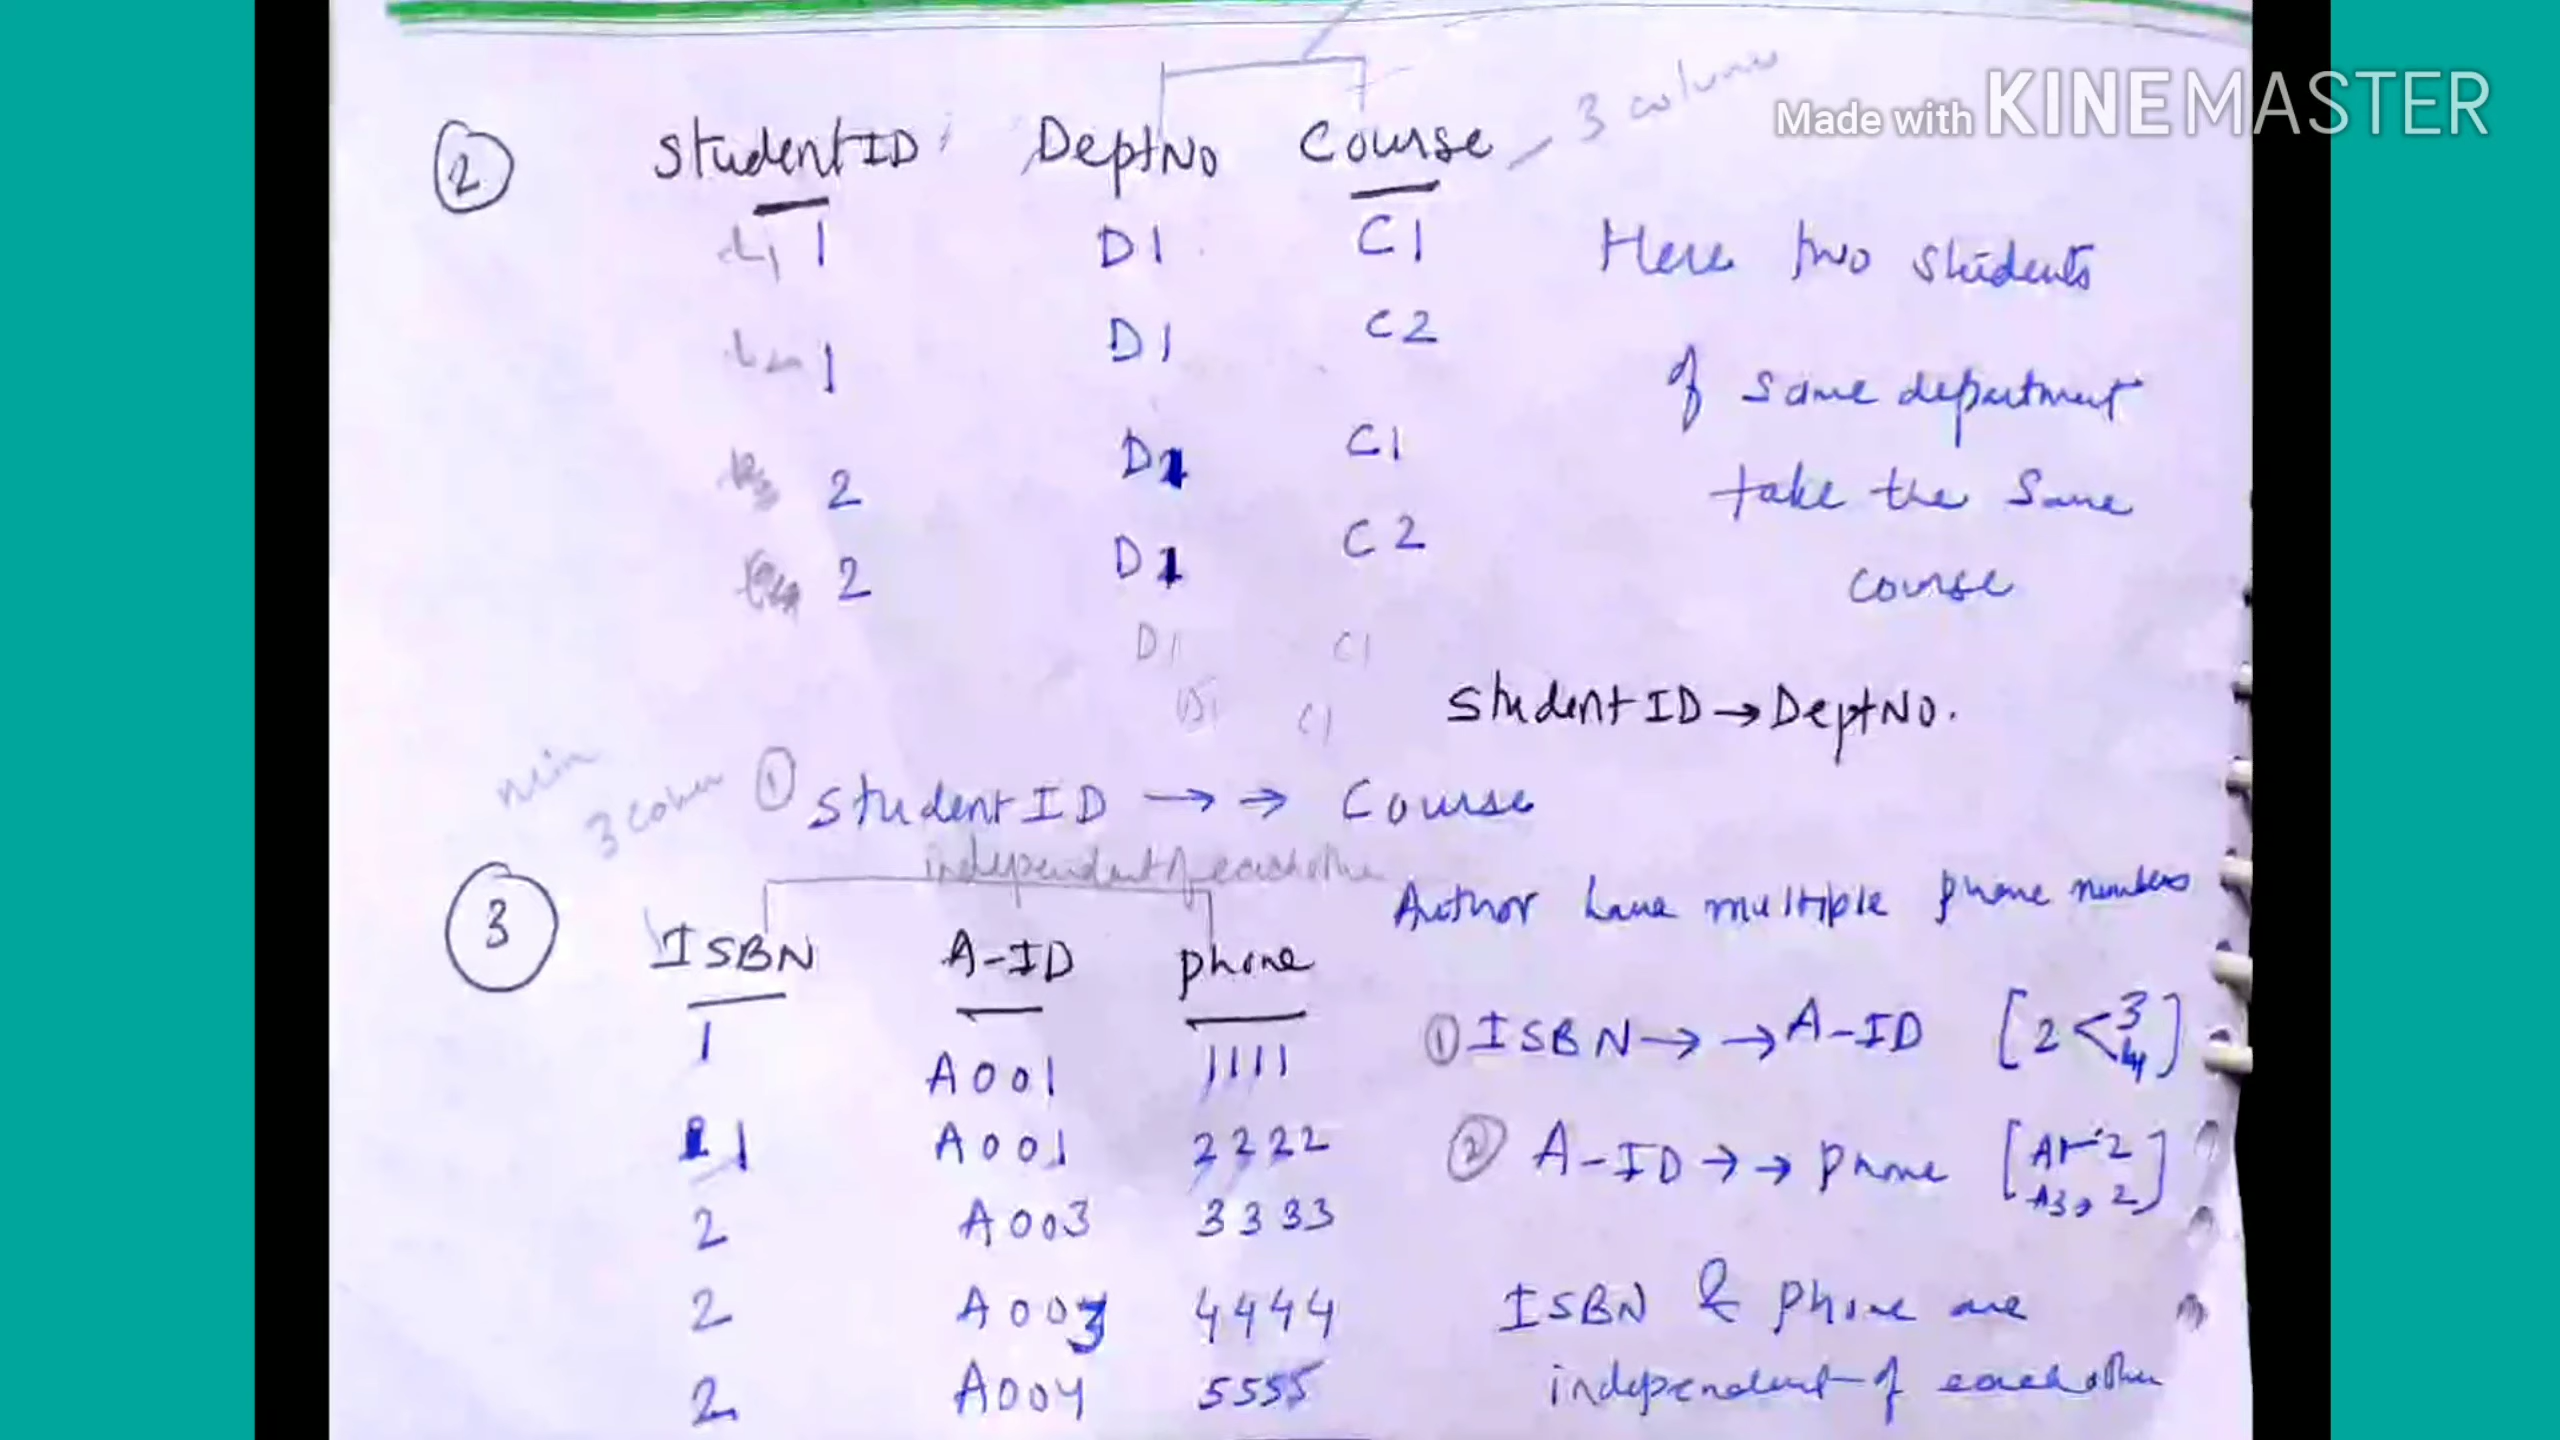 Made with KINEMASTER
3 column
2 StudentID DeptNo Course
1 D1 C1
1 D1 C2
2 D1 C1
2 D1 C2
D1 C1
D1 C1
Here two students
of same department
take the same
course
StudentID → DeptNo.
min
① StudentID →→ Course
independent of each other
3 ISBN A-ID phone
1 A001 1111
1 A001 2222
2 A003 3333
2 A003 4444
2 A004 5555
Author have multiple phone numbers
① ISBN →→ A-ID [2 < 3 4]
② A-ID →→ phone
ISBN & phone are
independent of each other